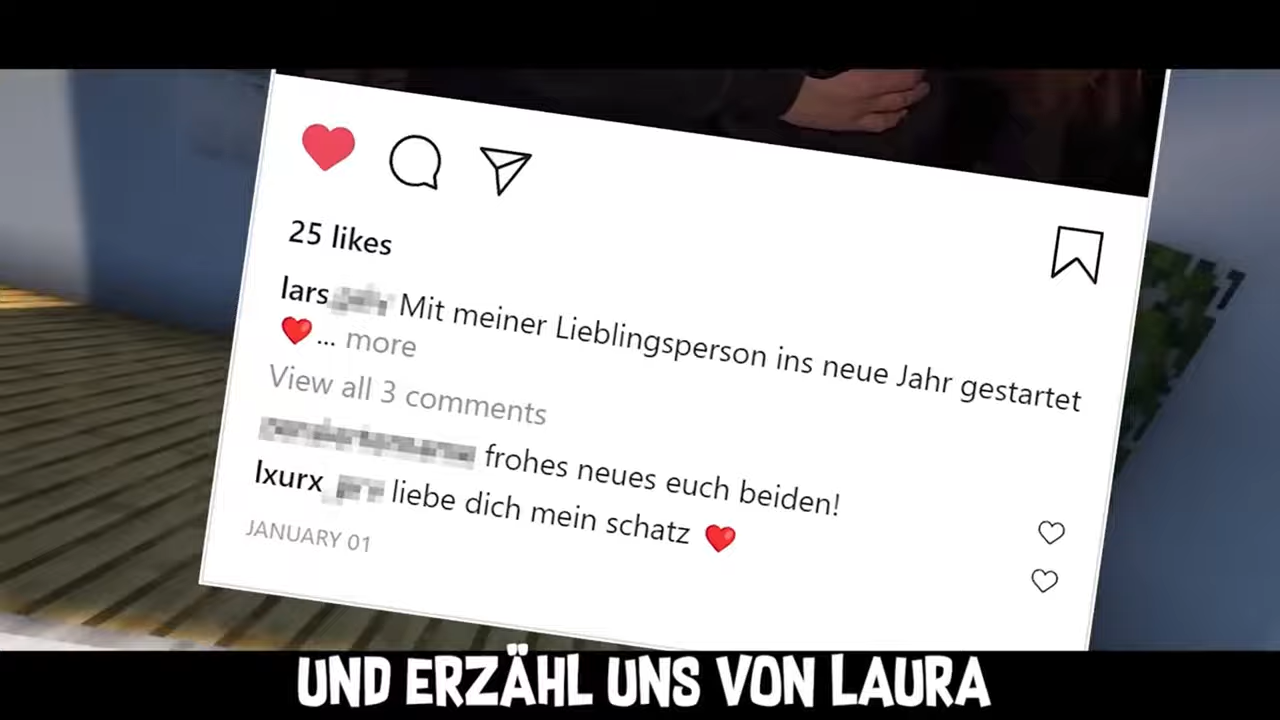 25 likes
lars Mit meiner Lieblingsperson ins neue Jahr gestartet
❤️... more
View all 3 comments
frohes neues euch beiden!
lxurx liebe dich mein schatz ❤️
JANUARY 01
UND ERZÄHL UNS VON LAURA